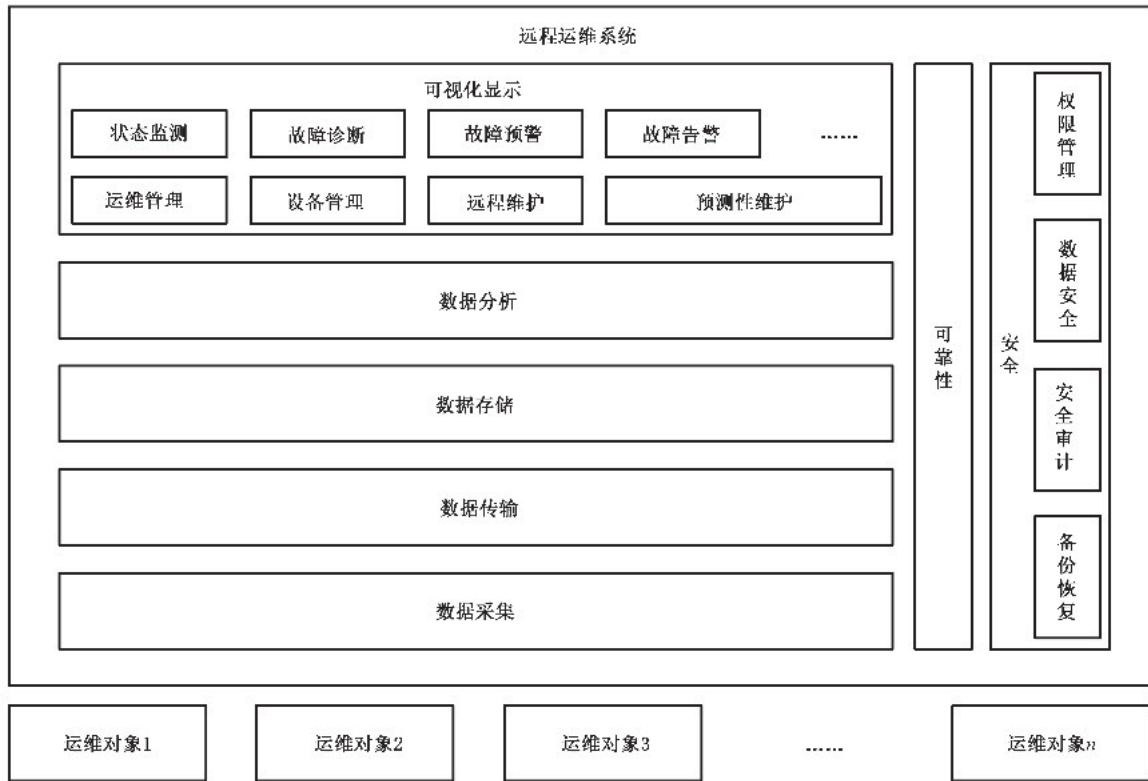 远程运维系统
可视化显示
状态监测 故障诊断 故障预警 故障告警 ……
运维管理 设备管理 远程维护 预测性维护
数据分析
数据存储
数据传输
数据采集
可靠性
安全
权限管理
数据安全
安全审计
备份恢复
运维对象1 运维对象2 运维对象3 …… 运维对象n